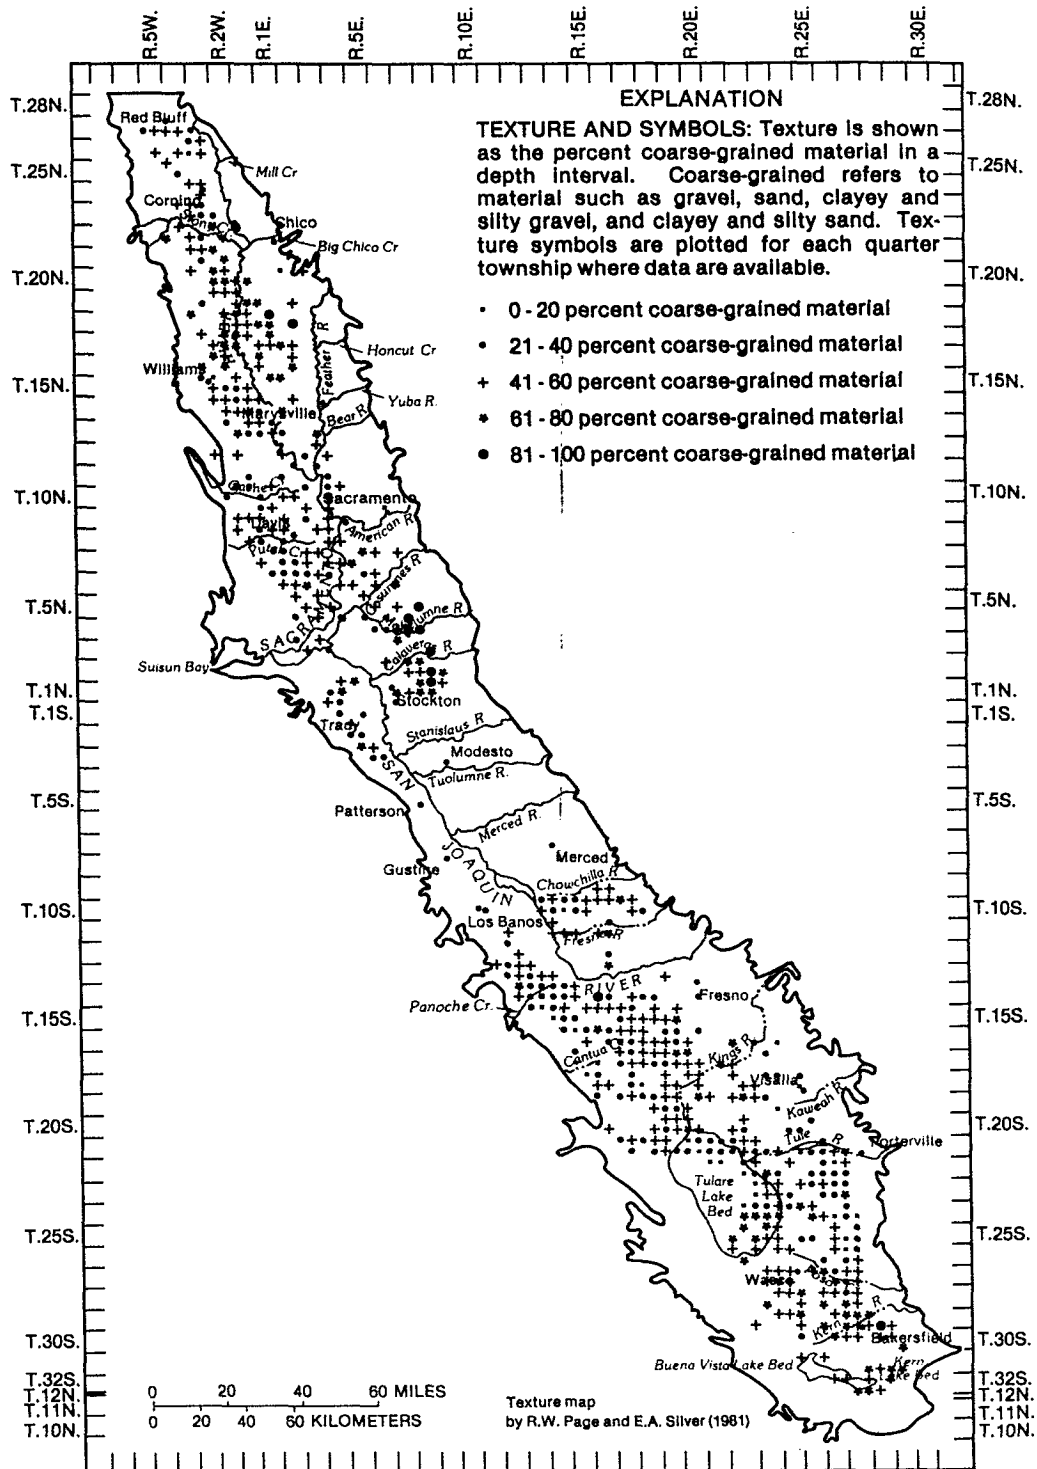 R.5W.
R.2W.
R.1E.
R.5E.
R.10E.
R.15E.
R.20E.
R.25E.
R.30E.
T.28N.
T.28N.
T.25N.
T.25N.
T.20N.
T.20N.
T.15N.
T.15N.
T.10N.
T.10N.
T.5N.
T.5N.
T.1N.
T.1N.
T.1S.
T.1S.
T.5S.
T.5S.
T.10S.
T.10S.
T.15S.
T.15S.
T.20S.
T.20S.
T.25S.
T.25S.
T.30S.
T.30S.
T.32S.
T.32S.
T.12N.
T.12N.
T.11N.
T.11N.
T.10N.
T.10N.
EXPLANATION
TEXTURE AND SYMBOLS: Texture is shown
as the percent coarse-grained material in a
depth interval. Coarse-grained refers to
material such as gravel, sand, clayey and
silty gravel, and clayey and silty sand. Tex-
ture symbols are plotted for each quarter
township where data are available.
0-20 percent coarse-grained material
21-40 percent coarse-grained material
41-60 percent coarse-grained material
61-80 percent coarse-grained material
81-100 percent coarse-grained material
Red Bluff
Mill Cr
Corning
Chico
Big Chico Cr
Feather R
Honcut Cr
Williams
Yuba R.
Marysville
Bear R
Cache C
Sacramento
Davis
American R
Putah Cr
Cosumnes R
Mokelumne R
SACRAMENTO
Calaveras R
Suisun Bay
Stockton
Tracy
Stanislaus R
Modesto
Tuolumne R.
SAN
Patterson
Merced R.
JOAQUIN
Merced
Gustine
Chowchilla R
Los Banos
Fresno R
RIVER
Fresno
Panoche Cr.
Cantua C
Kings R
Visalia
Kaweah R
Tule R
Porterville
Tulare
Lake
Bed
Wasco
Kern R
Bakersfield
Buena Vista Lake Bed
Kern
Lake Bed
0 20 40 60 MILES
0 20 40 60 KILOMETERS
Texture map
by R.W. Page and E.A. Silver (1981)